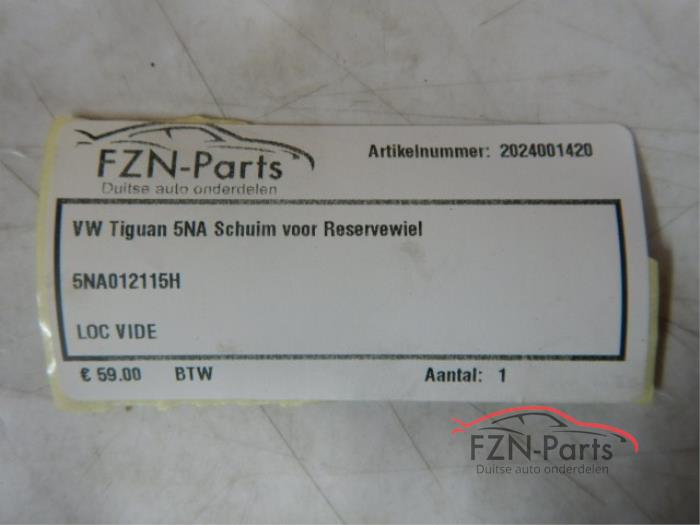 FZN-Parts
Duitse auto onderdelen
Artikelnummer: 2024001420
VW Tiguan 5NA Schuim voor Reservewiel
5NA012115H
LOC VIDE
€ 59.00 BTW Aantal: 1
FZN-Parts
Duitse auto onderdelen